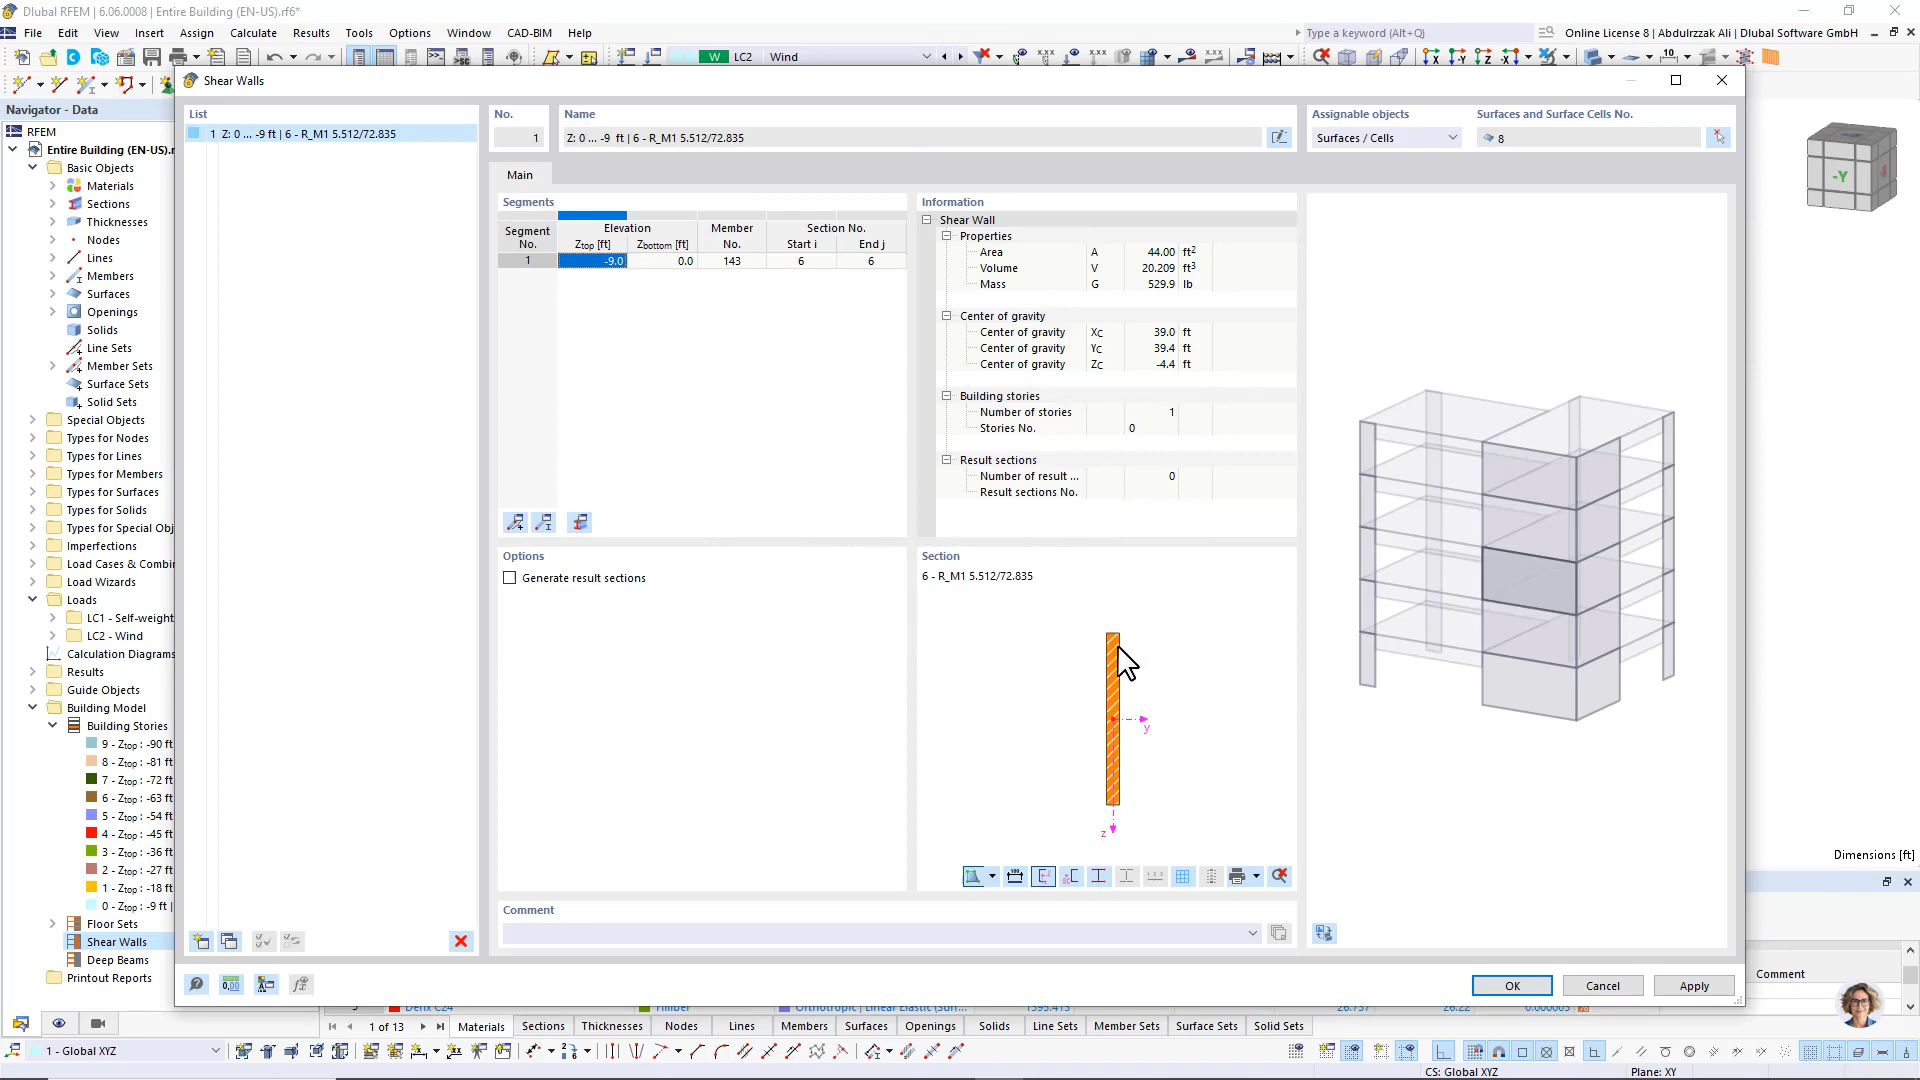 Dlubal RFEM | 6.06.0008 | Entire Building (EN-US).rf6*
File Edit View Insert Assign Calculate Results Tools Options Window CAD-BIM Help
Type a keyword (Alt+Q)
Online License 8 | Abdulrzzak Ali | Dlubal Software GmbH
W LC2 Wind
Navigator - Data
RFEM
Entire Building (EN-US).r
Basic Objects
Materials
Sections
Thicknesses
Nodes
Lines
Members
Surfaces
Openings
Solids
Line Sets
Member Sets
Surface Sets
Solid Sets
Special Objects
Types for Nodes
Types for Lines
Types for Members
Types for Surfaces
Types for Solids
Types for Special Obj
Imperfections
Load Cases & Combin
Load Wizards
Loads
LC1 - Self-weight
LC2 - Wind
Calculation Diagrams
Results
Guide Objects
Building Model
Building Stories
9 - Ztop : -90 ft
8 - Ztop : -81 ft
7 - Ztop : -72 ft
6 - Ztop : -63 ft
5 - Ztop : -54 ft
4 - Ztop : -45 ft
3 - Ztop : -36 ft
2 - Ztop : -27 ft
1 - Ztop : -18 ft
0 - Ztop : -9 ft |
Floor Sets
Shear Walls
Deep Beams
Printout Reports
Shear Walls
List
1 Z: 0 ... -9 ft | 6 - R_M1 5.512/72.835
No.
1
Name
Z: 0 ... -9 ft | 6 - R_M1 5.512/72.835
Assignable objects
Surfaces / Cells
Surfaces and Surface Cells No.
8
Main
Segments
Segment No. Elevation Member No. Section No.
Ztop [ft] Zbottom [ft] Start i End j
1 -9.0 0.0 143 6 6
Options
Generate result sections
Information
Shear Wall
Properties
Area A 44.00 ft2
Volume V 20.209 ft3
Mass G 529.9 lb
Center of gravity
Center of gravity XC 39.0 ft
Center of gravity YC 39.4 ft
Center of gravity ZC -4.4 ft
Building stories
Number of stories 1
Stories No. 0
Result sections
Number of result ... 0
Result sections No.
Section
6 - R_M1 5.512/72.835
y
z
Comment
OK Cancel Apply
-Y
Dimensions [ft]
Comment
1 of 13 Materials Sections Thicknesses Nodes Lines Members Surfaces Openings Solids Line Sets Member Sets Surface Sets Solid Sets
1 - Global XYZ
CS: Global XYZ Plane: XY